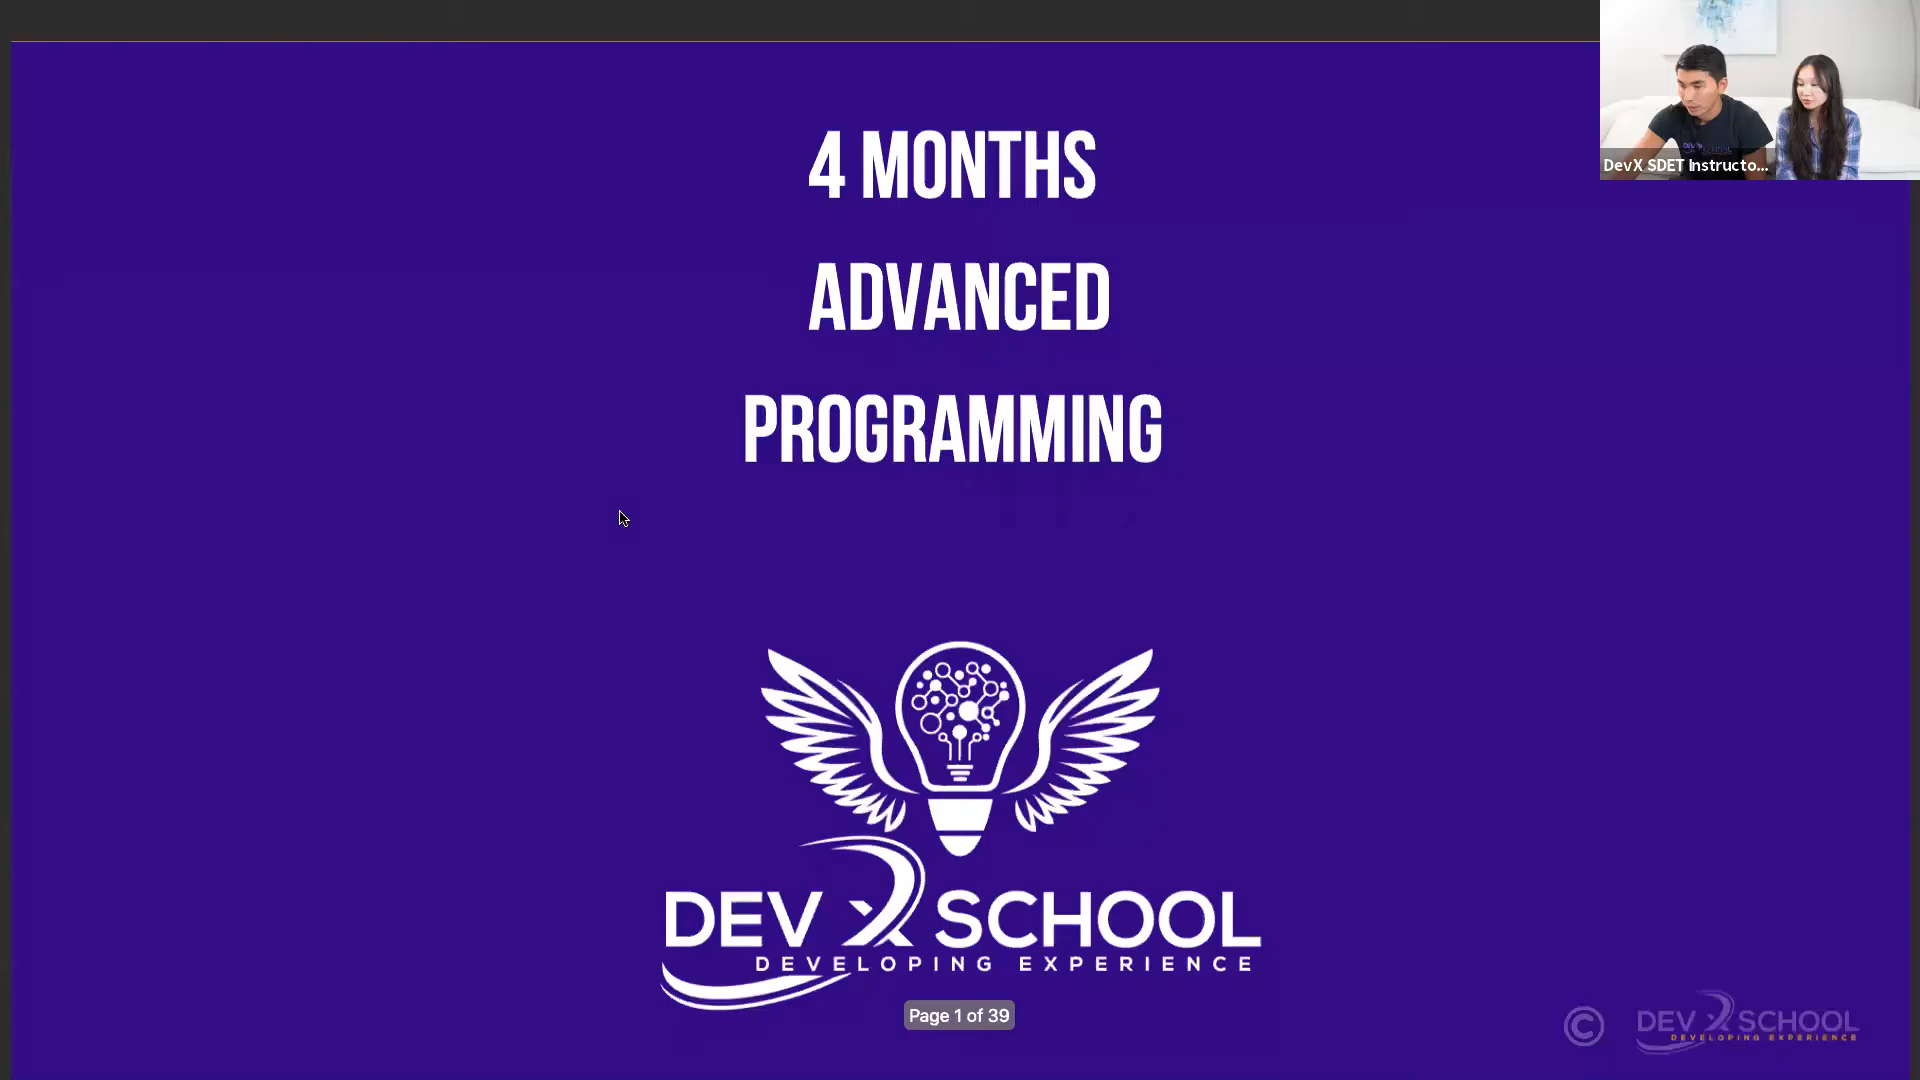 4 MONTHS
ADVANCED
PROGRAMMING
DevX SDET Instructo...
DEV X SCHOOL
DEVELOPING EXPERIENCE
Page 1 of 39
© DEV X SCHOOL
DEVELOPING EXPERIENCE